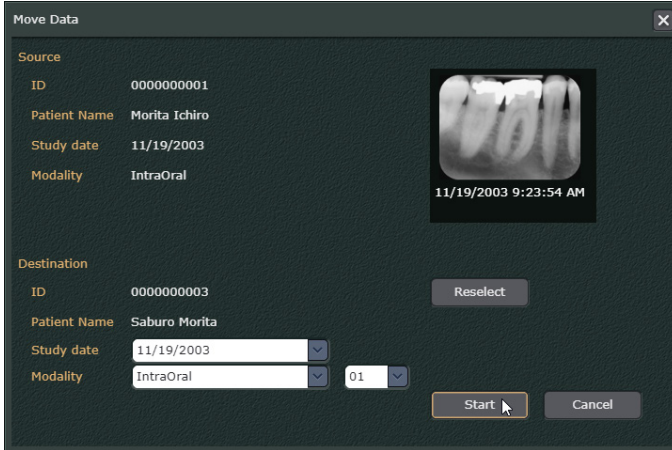 Move Data
Source
ID 0000000001
Patient Name Morita Ichiro
Study date 11/19/2003
Modality IntraOral
11/19/2003 9:23:54 AM
Destination
ID 0000000003
Reselect
Patient Name Saburo Morita
Study date 11/19/2003
Modality IntraOral 01
Start Cancel